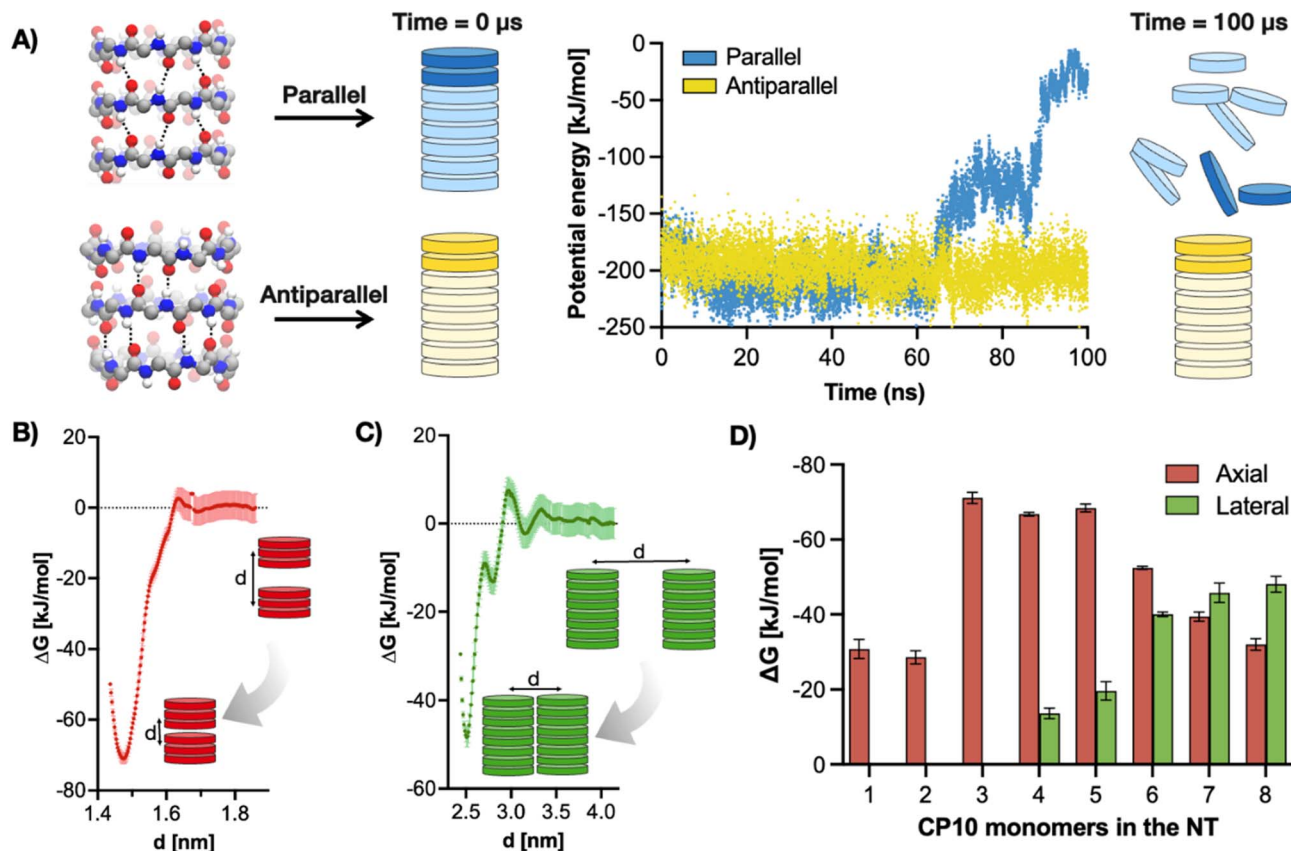 A)
Parallel
Antiparallel
Time = 0 µs
Potential energy [kJ/mol]
Parallel
Antiparallel
0
-50
-100
-150
-200
-250
0 20 40 60 80 100
Time (ns)
Time = 100 µs
B)
ΔG [kJ/mol]
20
0
-20
-40
-60
-80
1.4 1.6 1.8
d [nm]
d
d
C)
ΔG [kJ/mol]
20
0
-20
-40
-60
2.5 3.0 3.5 4.0
d [nm]
d
d
D)
ΔG [kJ/mol]
-80
-60
-40
-20
0
Axial
Lateral
1 2 3 4 5 6 7 8
CP10 monomers in the NT